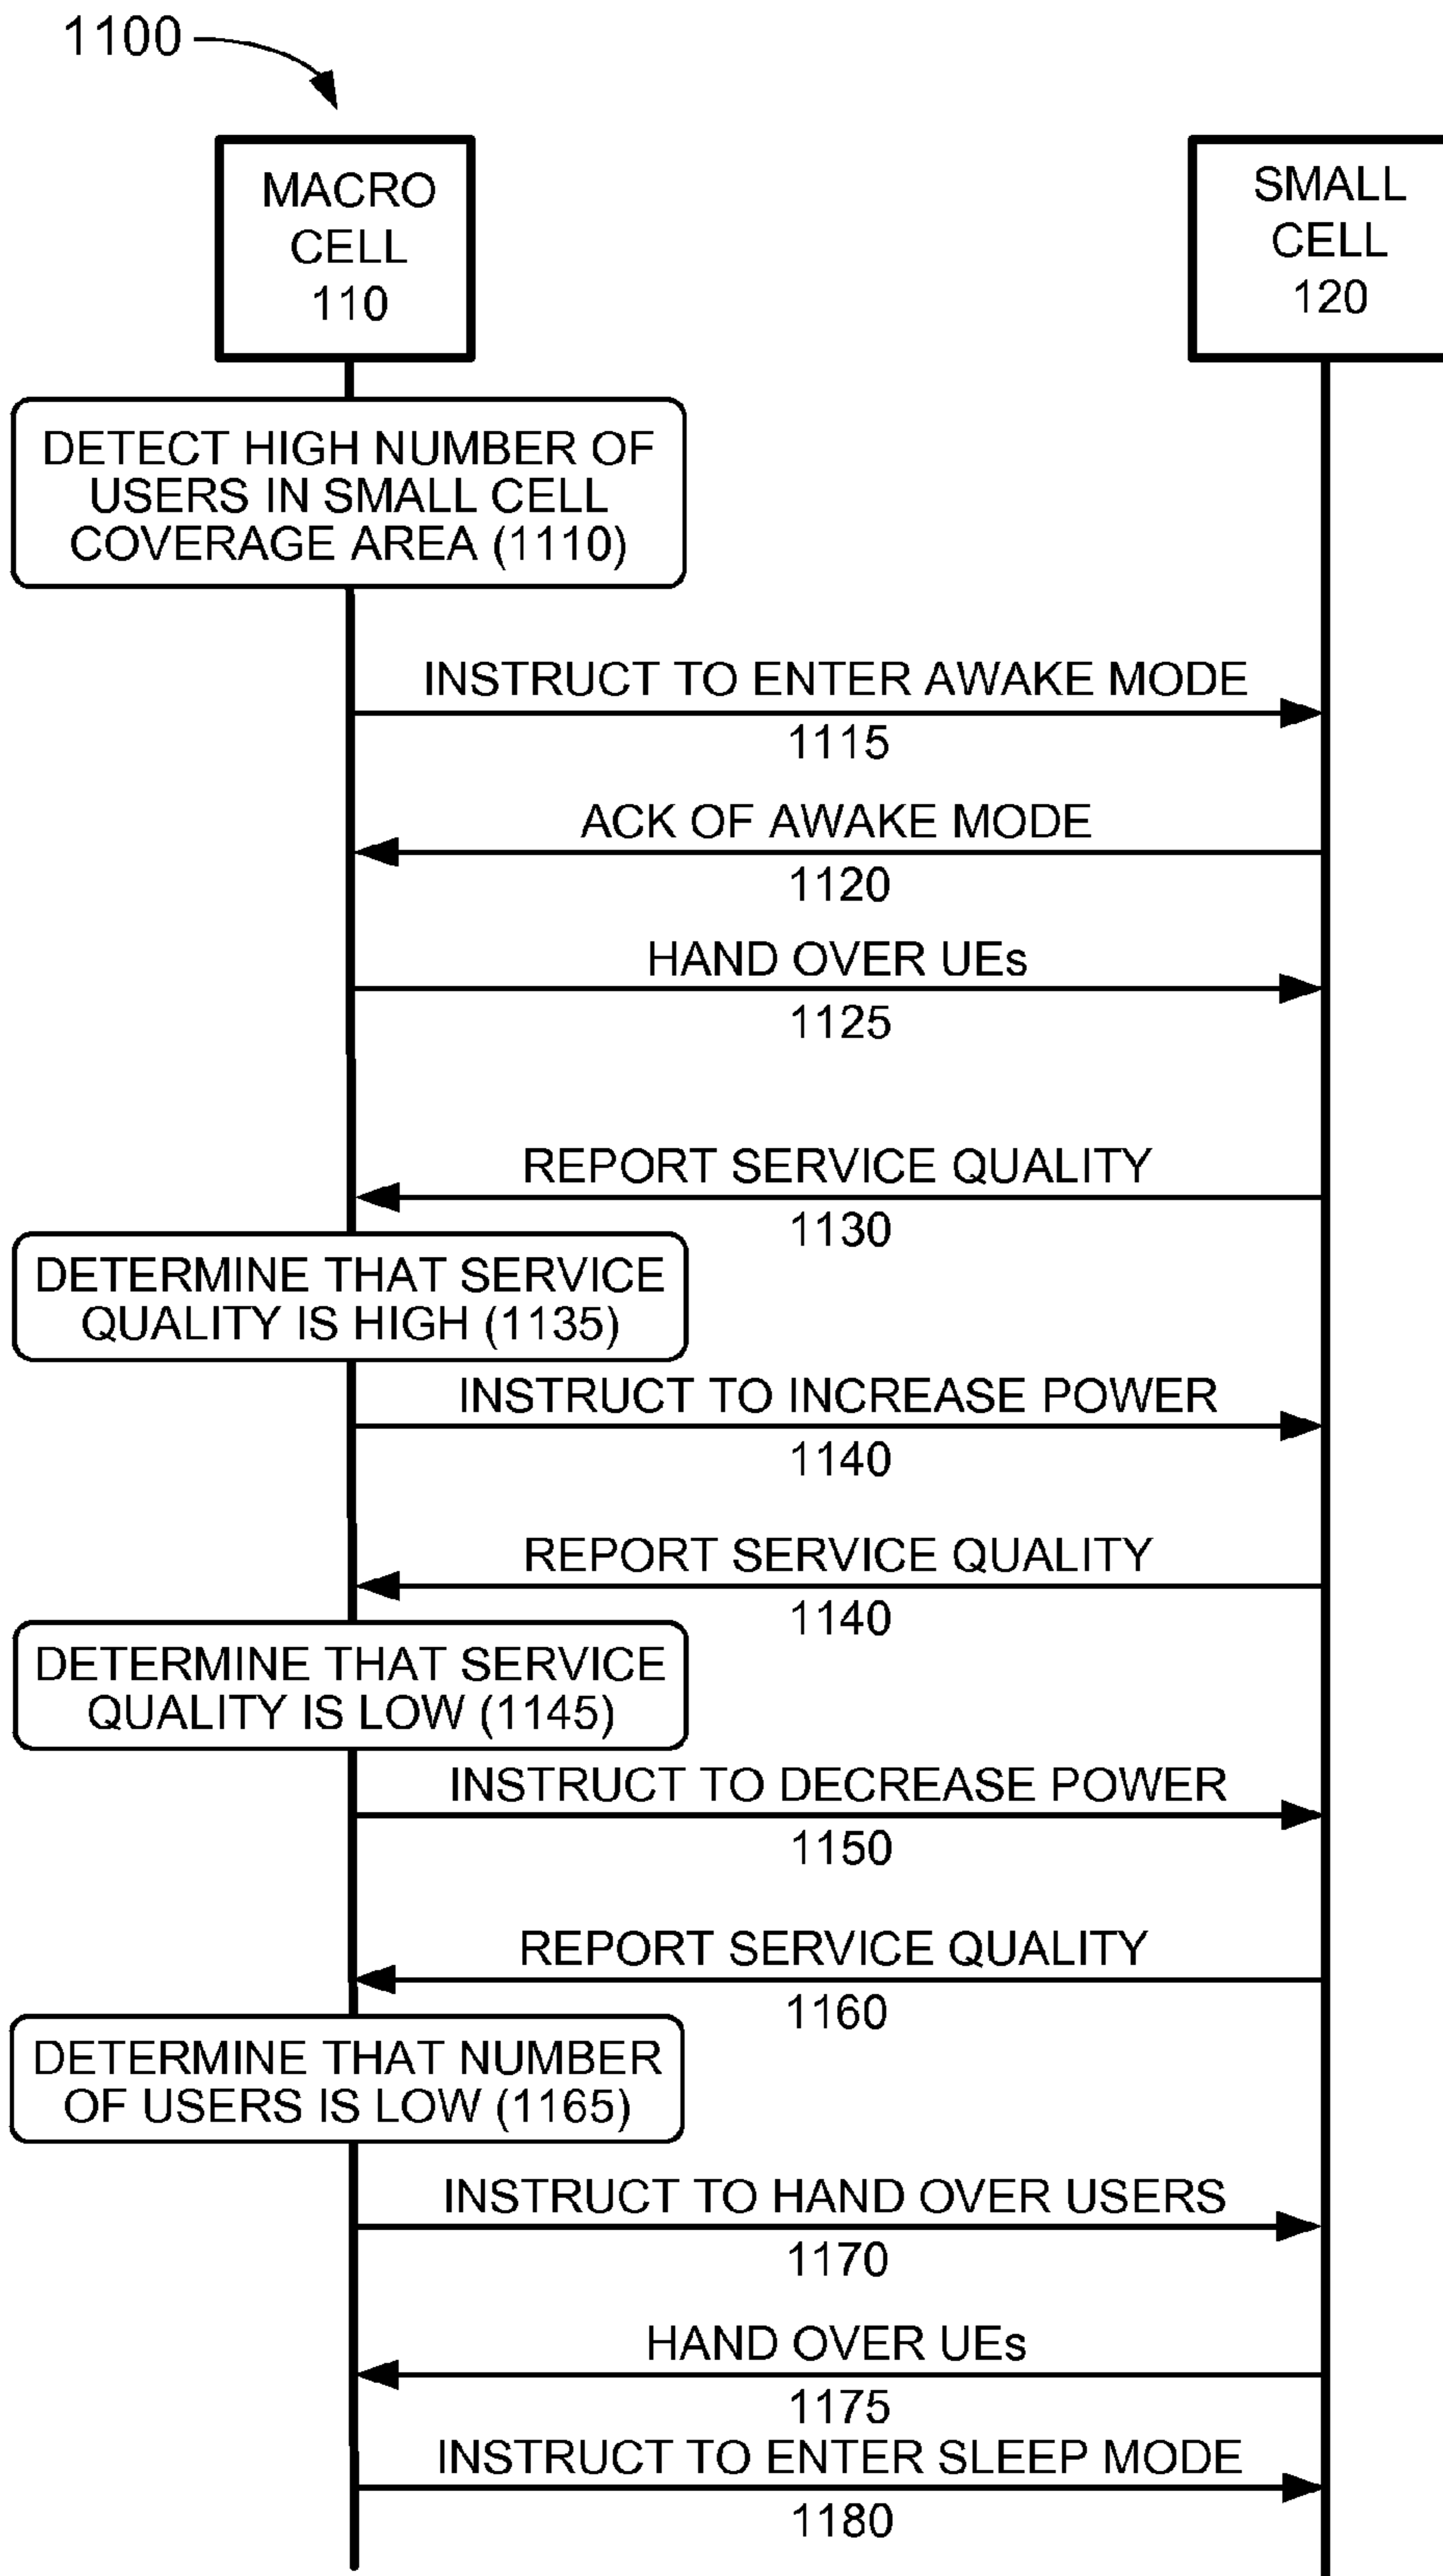 1100
MACRO
CELL
110
SMALL
CELL
120
DETECT HIGH NUMBER OF
USERS IN SMALL CELL
COVERAGE AREA (1110)
INSTRUCT TO ENTER AWAKE MODE
1115
ACK OF AWAKE MODE
1120
HAND OVER UEs
1125
REPORT SERVICE QUALITY
1130
DETERMINE THAT SERVICE
QUALITY IS HIGH (1135)
INSTRUCT TO INCREASE POWER
1140
REPORT SERVICE QUALITY
1140
DETERMINE THAT SERVICE
QUALITY IS LOW (1145)
INSTRUCT TO DECREASE POWER
1150
REPORT SERVICE QUALITY
1160
DETERMINE THAT NUMBER
OF USERS IS LOW (1165)
INSTRUCT TO HAND OVER USERS
1170
HAND OVER UEs
1175
INSTRUCT TO ENTER SLEEP MODE
1180